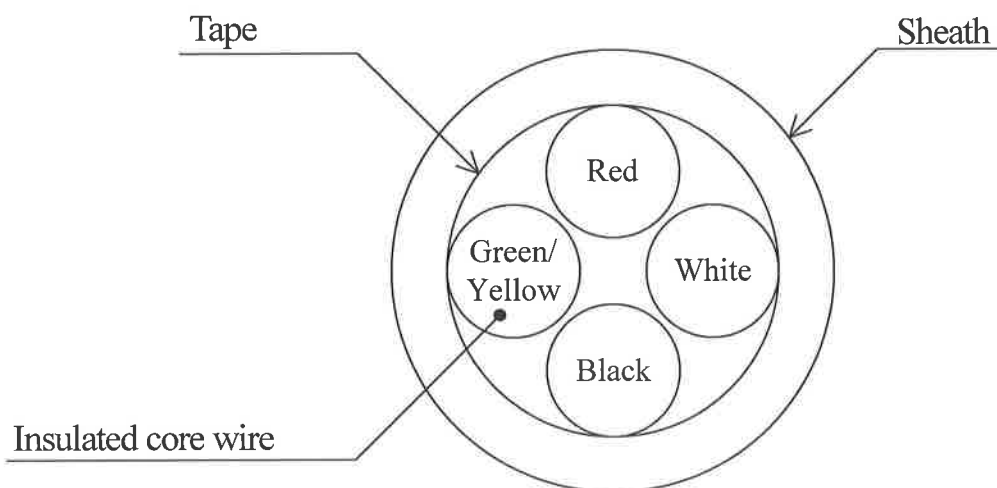 Tape
Sheath
Red
Green/
Yellow
White
Black
Insulated core wire